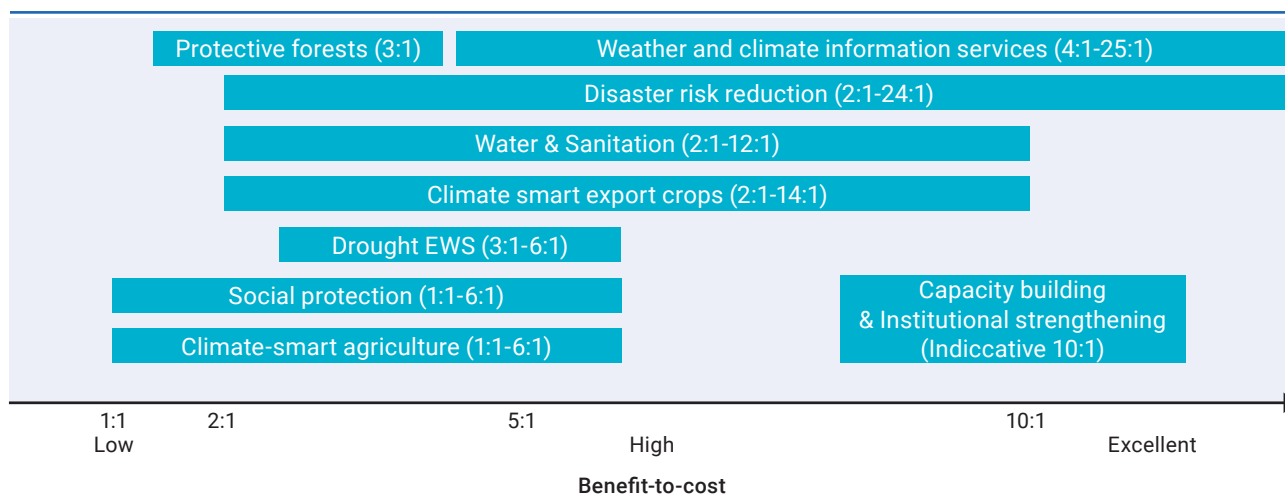 Protective forests (3:1)
Weather and climate information services (4:1-25:1)
Disaster risk reduction (2:1-24:1)
Water & Sanitation (2:1-12:1)
Climate smart export crops (2:1-14:1)
Drought EWS (3:1-6:1)
Social protection (1:1-6:1)
Climate-smart agriculture (1:1-6:1)
Capacity building
& Institutional strengthening
(Indiccative 10:1)
1:1
2:1
5:1
10:1
Low
High
Excellent
Benefit-to-cost